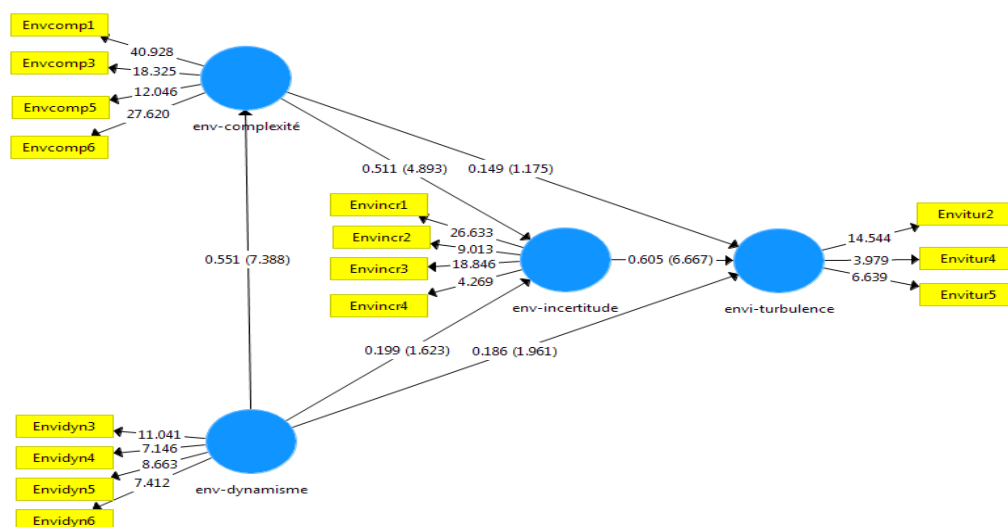 Envcomp1
40.928
Envcomp3
18.325
Envcomp5
12.046
27.620
Envcomp6
env-complexité
0.511 (4.893)
0.149 (1.175)
Envincr1
26.633
Envincr2
9.013
Envincr3
18.846
4.269
Envincr4
env-incertitude
0.605 (6.667)
Envitur2
14.544
3.979
Envitur4
6.639
Envitur5
envi-turbulence
0.551 (7.388)
0.199 (1.623)
0.186 (1.961)
Envidyn3
11.041
Envidyn4
7.146
8.663
Envidyn5
7.412
Envidyn6
env-dynamisme